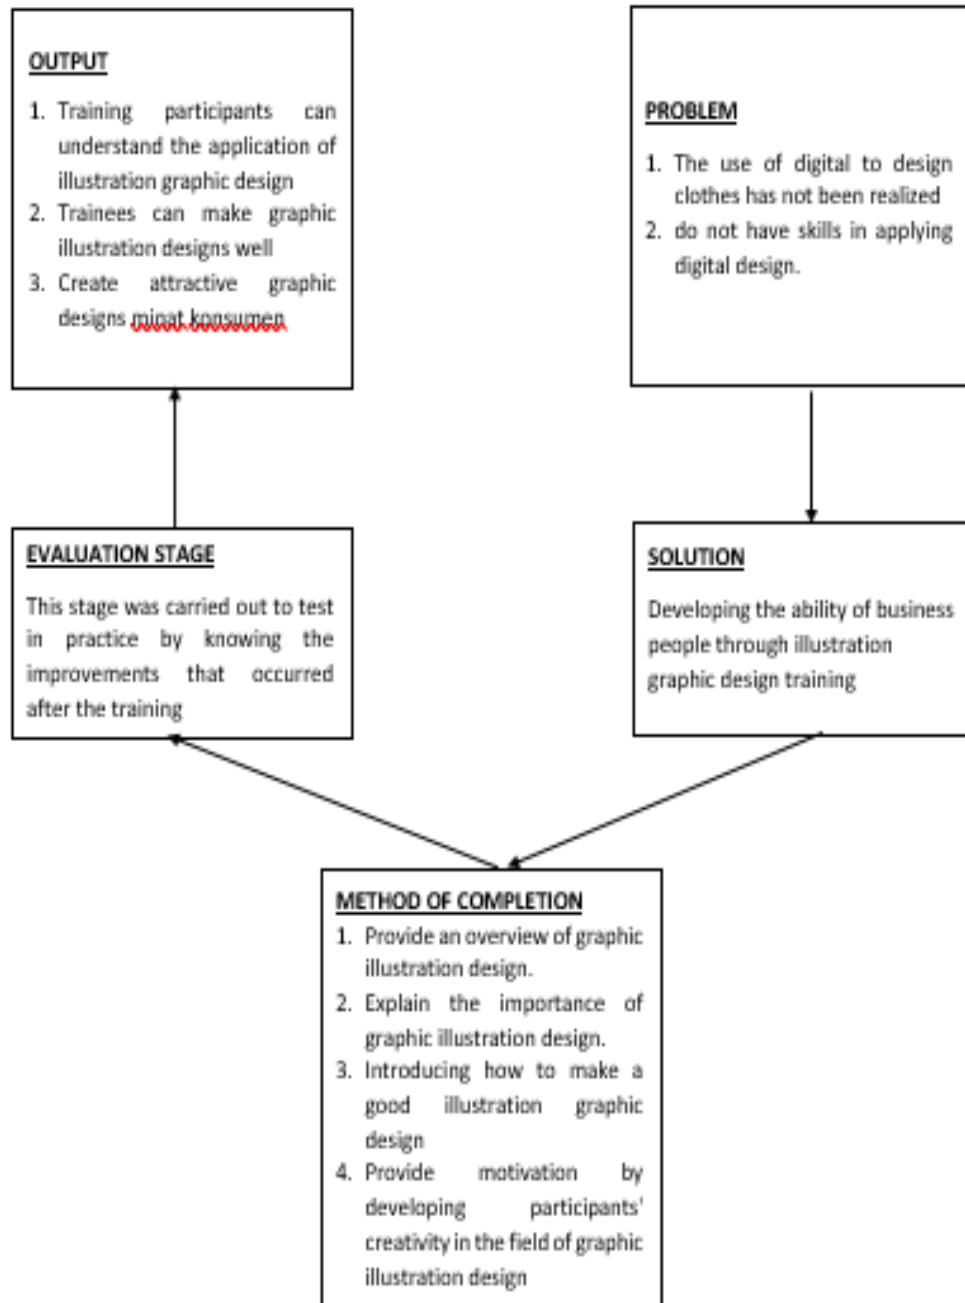 OUTPUT
1. Training participants can
understand the application of
illustration graphic design
2. Trainees can make graphic
illustration designs well
3. Create attractive graphic
designs minat konsumen
PROBLEM
1. The use of digital to design
clothes has not been realized
2. do not have skills in applying
digital design.
EVALUATION STAGE
This stage was carried out to test
in practice by knowing the
improvements that occurred
after the training
SOLUTION
Developing the ability of business
people through illustration
graphic design training
METHOD OF COMPLETION
1. Provide an overview of graphic
illustration design.
2. Explain the importance of
graphic illustration design.
3. Introducing how to make a
good illustration graphic
design
4. Provide motivation by
developing participants'
creativity in the field of graphic
illustration design